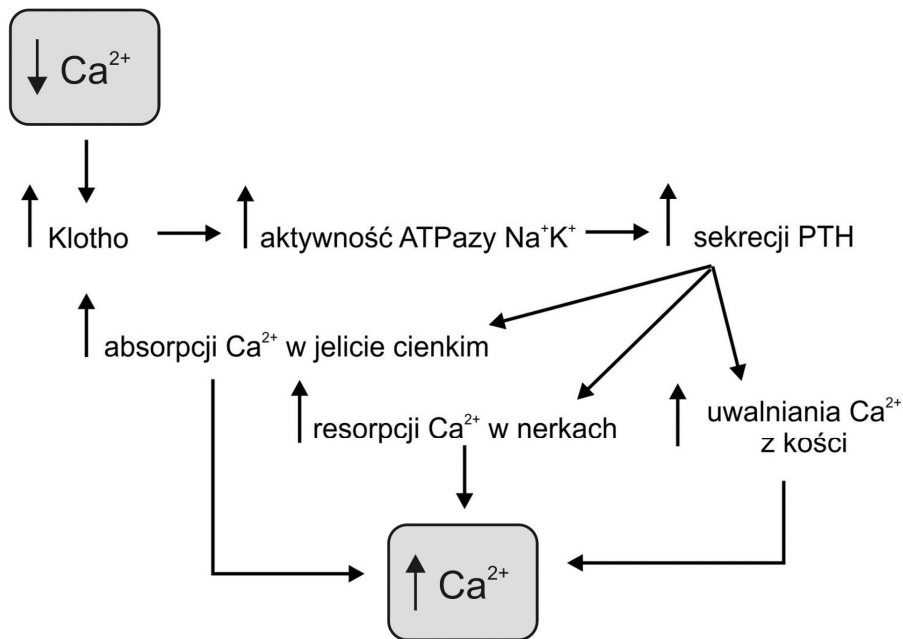 ↓ Ca²⁺
↑ Klotho → ↑ aktywność ATPazy Na⁺K⁺ → ↑ sekrecji PTH
↑ absorpcji Ca²⁺ w jelicie cienkim
↑ resorpcji Ca²⁺ w nerkach
↑ uwalniania Ca²⁺
z kości
↑ Ca²⁺